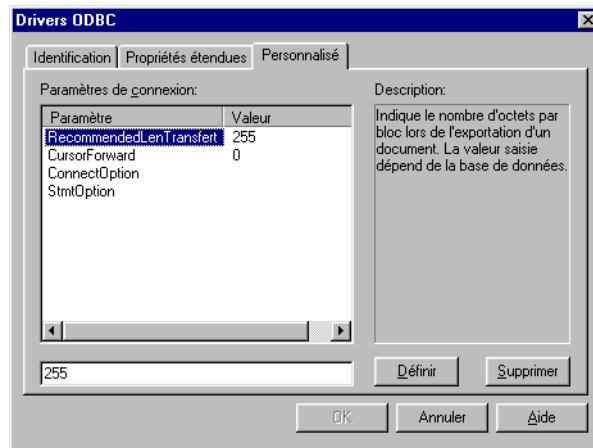 Drivers ODBC
Identification Propriétés étendues Personnalisé
Paramètres de connexion:
Paramètre Valeur
RecommendedLenTransfert 255
CursorForward 0
ConnectOption
StmtOption
Description:
Indique le nombre d'octets par
bloc lors de l'exportation d'un
document. La valeur saisie
dépend de la base de données.
255
Définir Supprimer
OK Annuler Aide